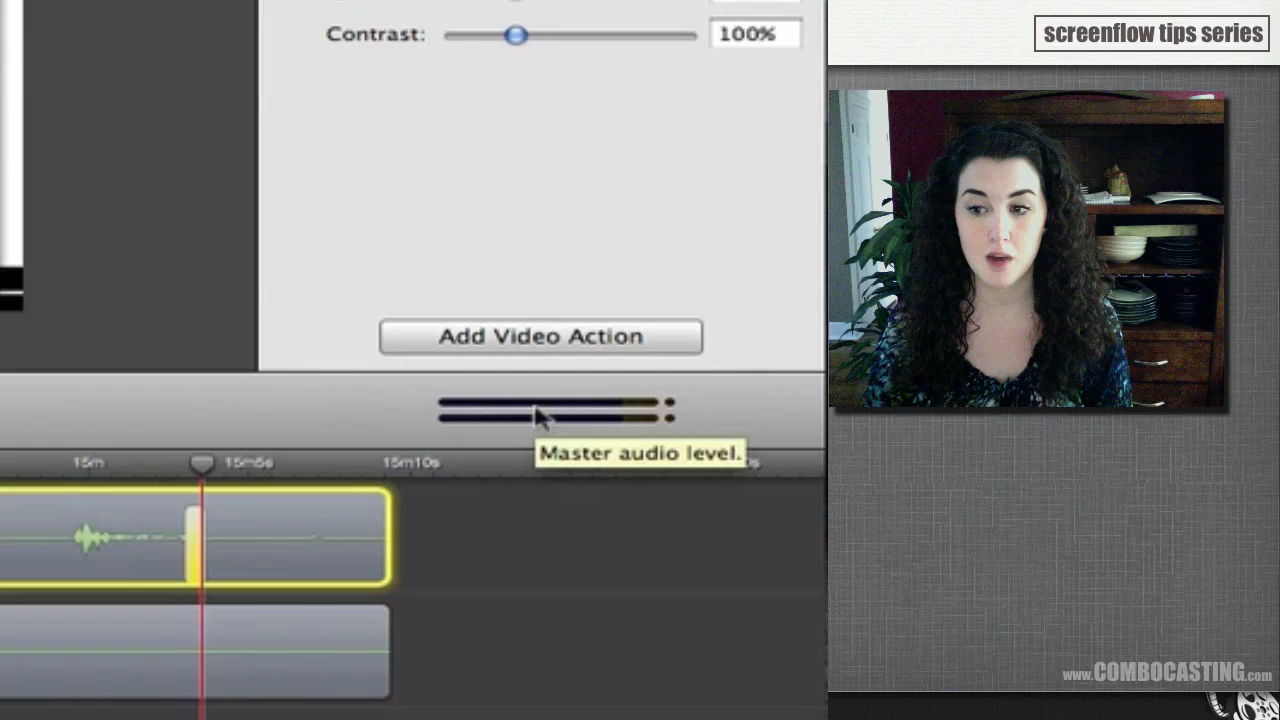 Contrast:
100%
screenflow tips series
Add Video Action
Master audio level.
15m
15m5s
15m10s
www.COMBOCASTING.com